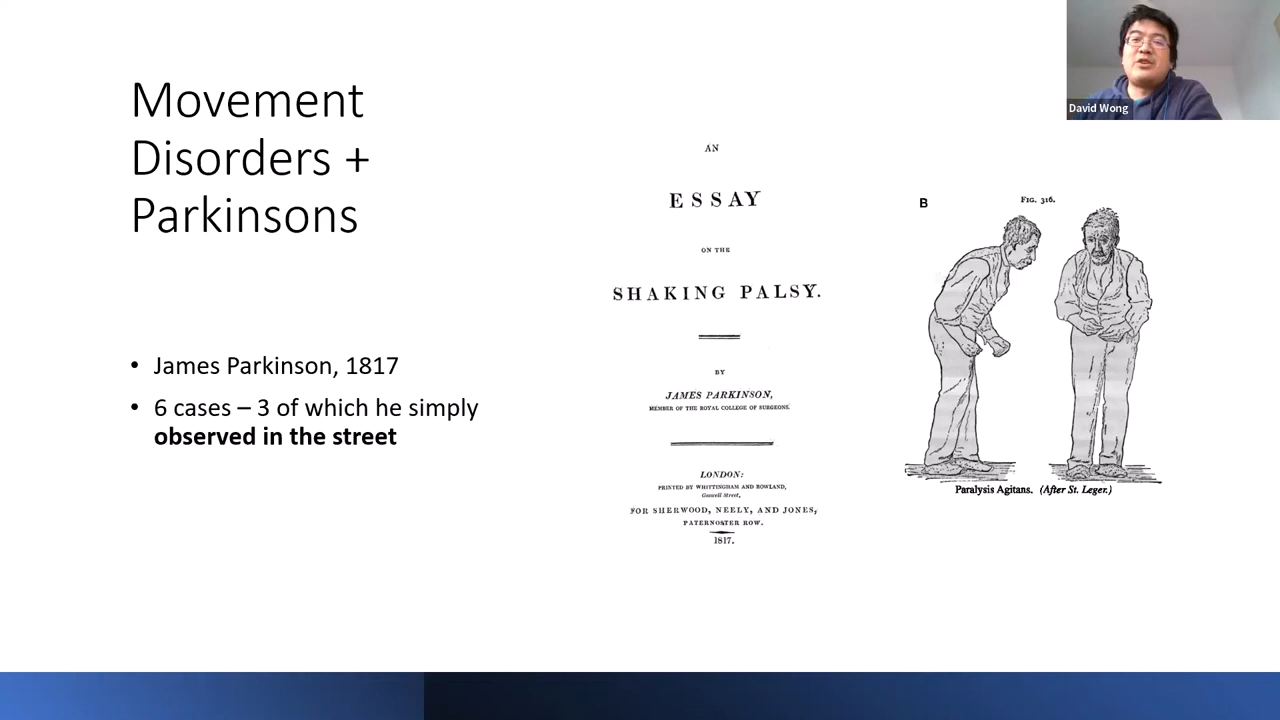 Movement
Disorders +
Parkinsons
• James Parkinson, 1817
• 6 cases – 3 of which he simply
observed in the street
AN
ESSAY
ON THE
SHAKING PALSY.
BY
JAMES PARKINSON,
MEMBER OF THE ROYAL COLLEGE OF SURGEONS.
LONDON:
PRINTED BY WHITTINGHAM AND ROWLAND,
Goswell Street,
FOR SHERWOOD, NEELY, AND JONES,
PATERNOSTER ROW.
1817.
B
FIG. 316.
Paralysis Agitans. (After St. Leger.)
David Wong